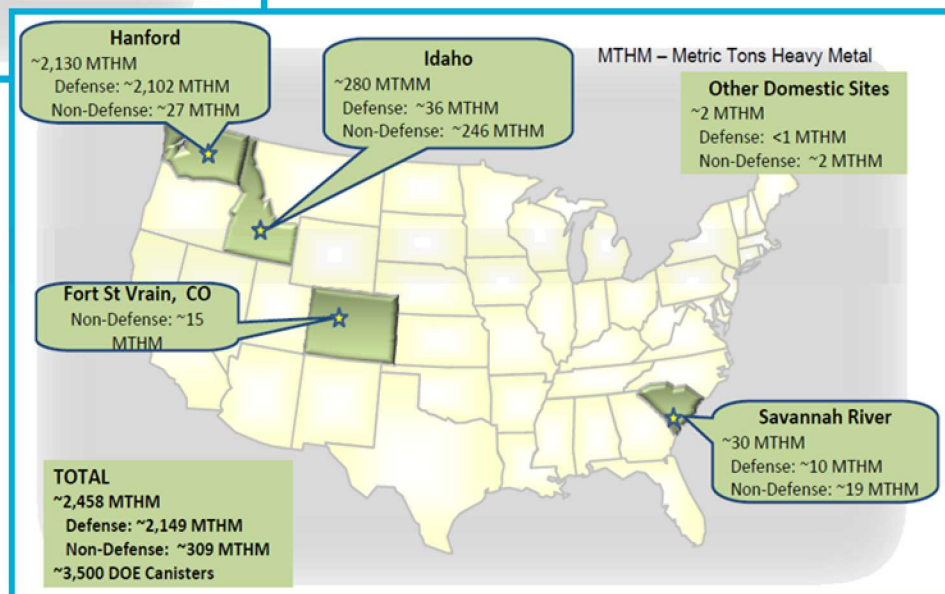 Hanford
~2,130 MTHM
Defense: ~2,102 MTHM
Non-Defense: ~27 MTHM
Idaho
~280 MTMM
Defense: ~36 MTHM
Non-Defense: ~246 MTHM
MTHM – Metric Tons Heavy Metal
Other Domestic Sites
~2 MTHM
Defense: <1 MTHM
Non-Defense: ~2 MTHM
Fort St Vrain, CO
Non-Defense: ~15
MTHM
Savannah River
~30 MTHM
Defense: ~10 MTHM
Non-Defense: ~19 MTHM
TOTAL
~2,458 MTHM
Defense: ~2,149 MTHM
Non-Defense: ~309 MTHM
~3,500 DOE Canisters